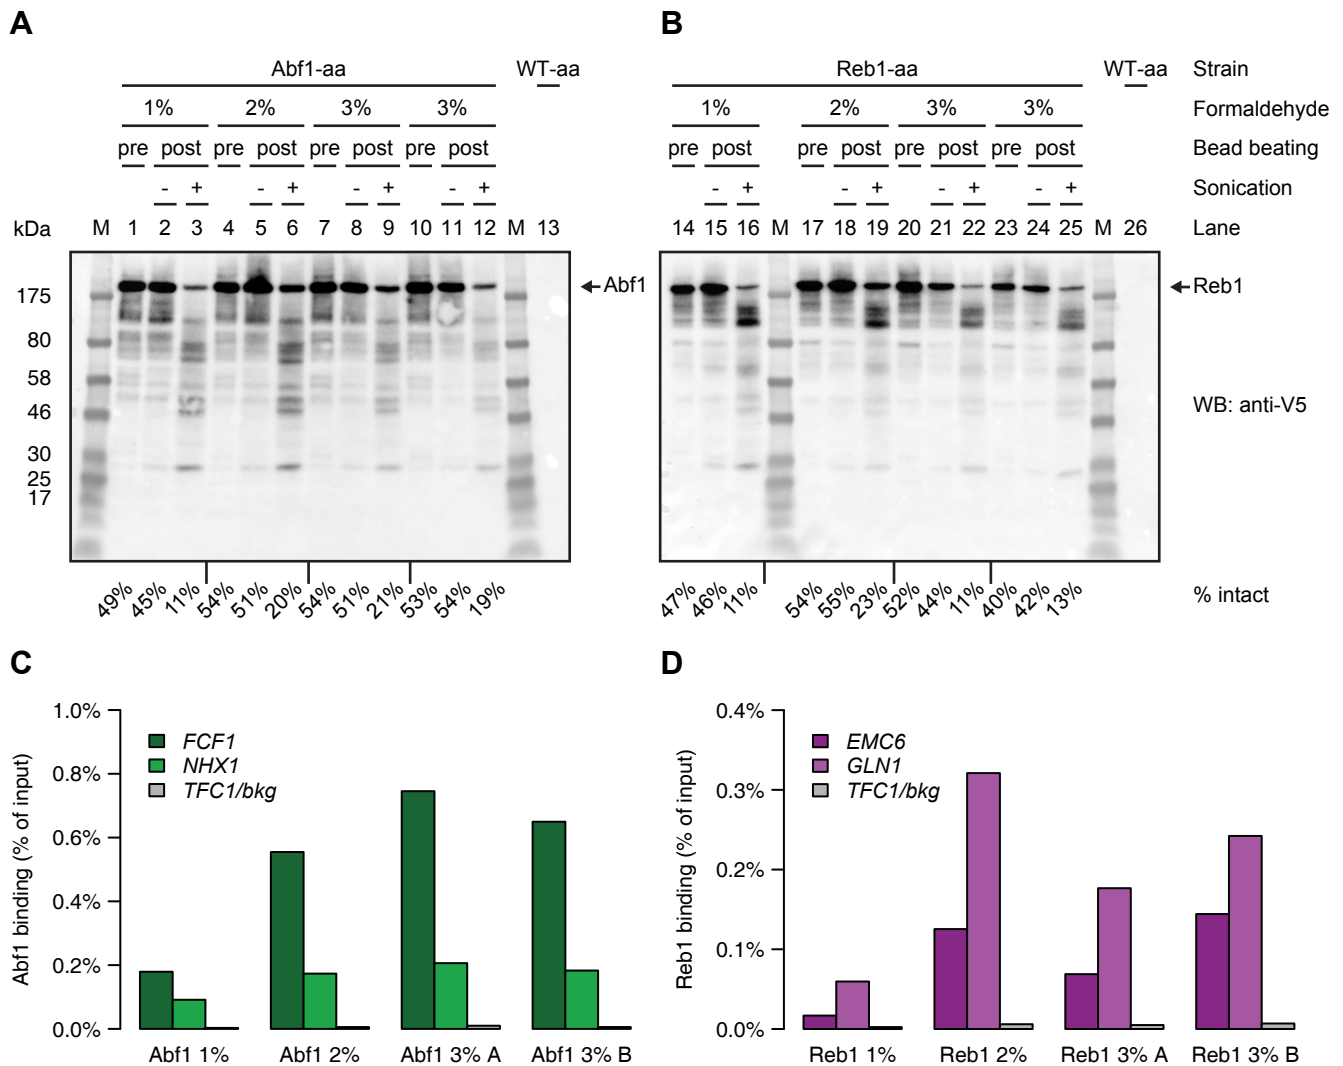 A
B
Abf1-aa WT-aa Reb1-aa WT-aa Strain
1% 2% 3% 3% 1% 2% 3% 3% Formaldehyde
pre post pre post pre post pre post pre post pre post pre post pre post Bead beating
- + - + - + - + - + - + - + - + Sonication
kDa M 1 2 3 4 5 6 7 8 9 10 11 12 M 13 14 15 16 M 17 18 19 20 21 22 23 24 25 M 26 Lane
175
80
58
46
30
25
17
←Abf1
←Reb1
WB: anti-V5
49% 45% 11% 54% 51% 20% 54% 51% 21% 53% 54% 19% 47% 46% 11% 54% 55% 23% 52% 44% 11% 40% 42% 13% % intact
C
Abf1 binding (% of input)
1.0%
0.8%
0.6%
0.4%
0.2%
0.0%
FCF1
NHX1
TFC1/bkg
Abf1 1% Abf1 2% Abf1 3% A Abf1 3% B
D
Reb1 binding (% of input)
0.4%
0.3%
0.2%
0.1%
0.0%
EMC6
GLN1
TFC1/bkg
Reb1 1% Reb1 2% Reb1 3% A Reb1 3% B